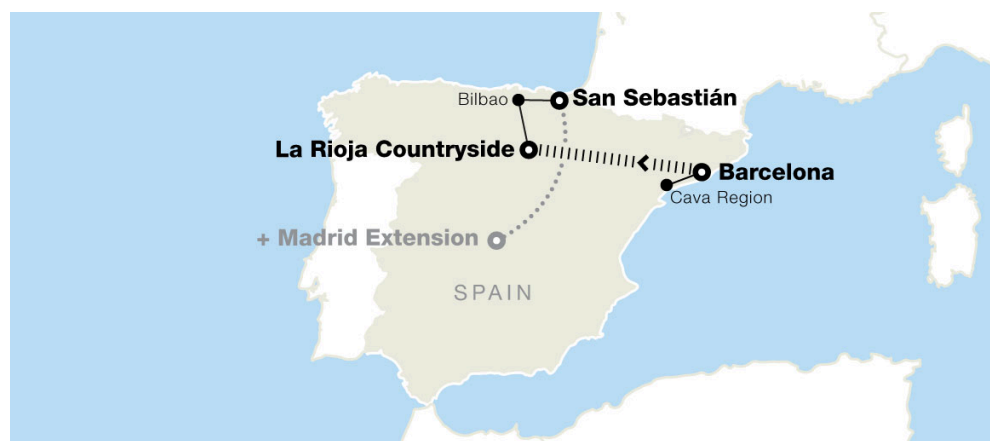 Bilbao
San Sebastián
La Rioja Countryside
Barcelona
Cava Region
+ Madrid Extension
SPAIN